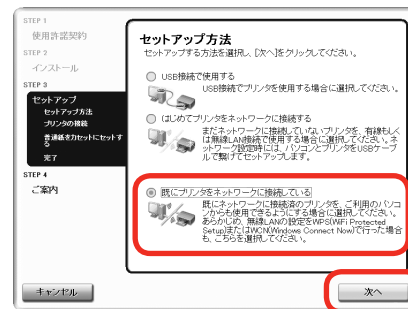 STEP 1
使用許諾契約
STEP 2
インストール
STEP 3
セットアップ
セットアップ方法
プリンタの接続
普通紙をカセットにセットす
る
完了
STEP 4
ご案内
キャンセル
セットアップ方法
セットアップする方法を選択し、[次へ]をクリックしてください。
USB接続で使用する
USB接続でプリンタを使用する場合に選択してください。
はじめてプリンタをネットワークに接続する
まだネットワークに接続していないプリンタを、有線もしく
は無線LAN接続で使用する場合に選択してください。ネ
ットワーク設定時には、パソコンとプリンタをUSBケーブ
ルで繋げてセットアップします。
既にプリンタをネットワークに接続している
既にネットワークに接続済のプリンタを、ご利用のパソコ
ンからも使用できるようにする場合に選択してください。
あらかじめ、無線LANの設定をWPS(WiFi Protected
Setup)またはWCN(Windows Connect Now)で行った場合
も、こちらを選択してください。
次へ